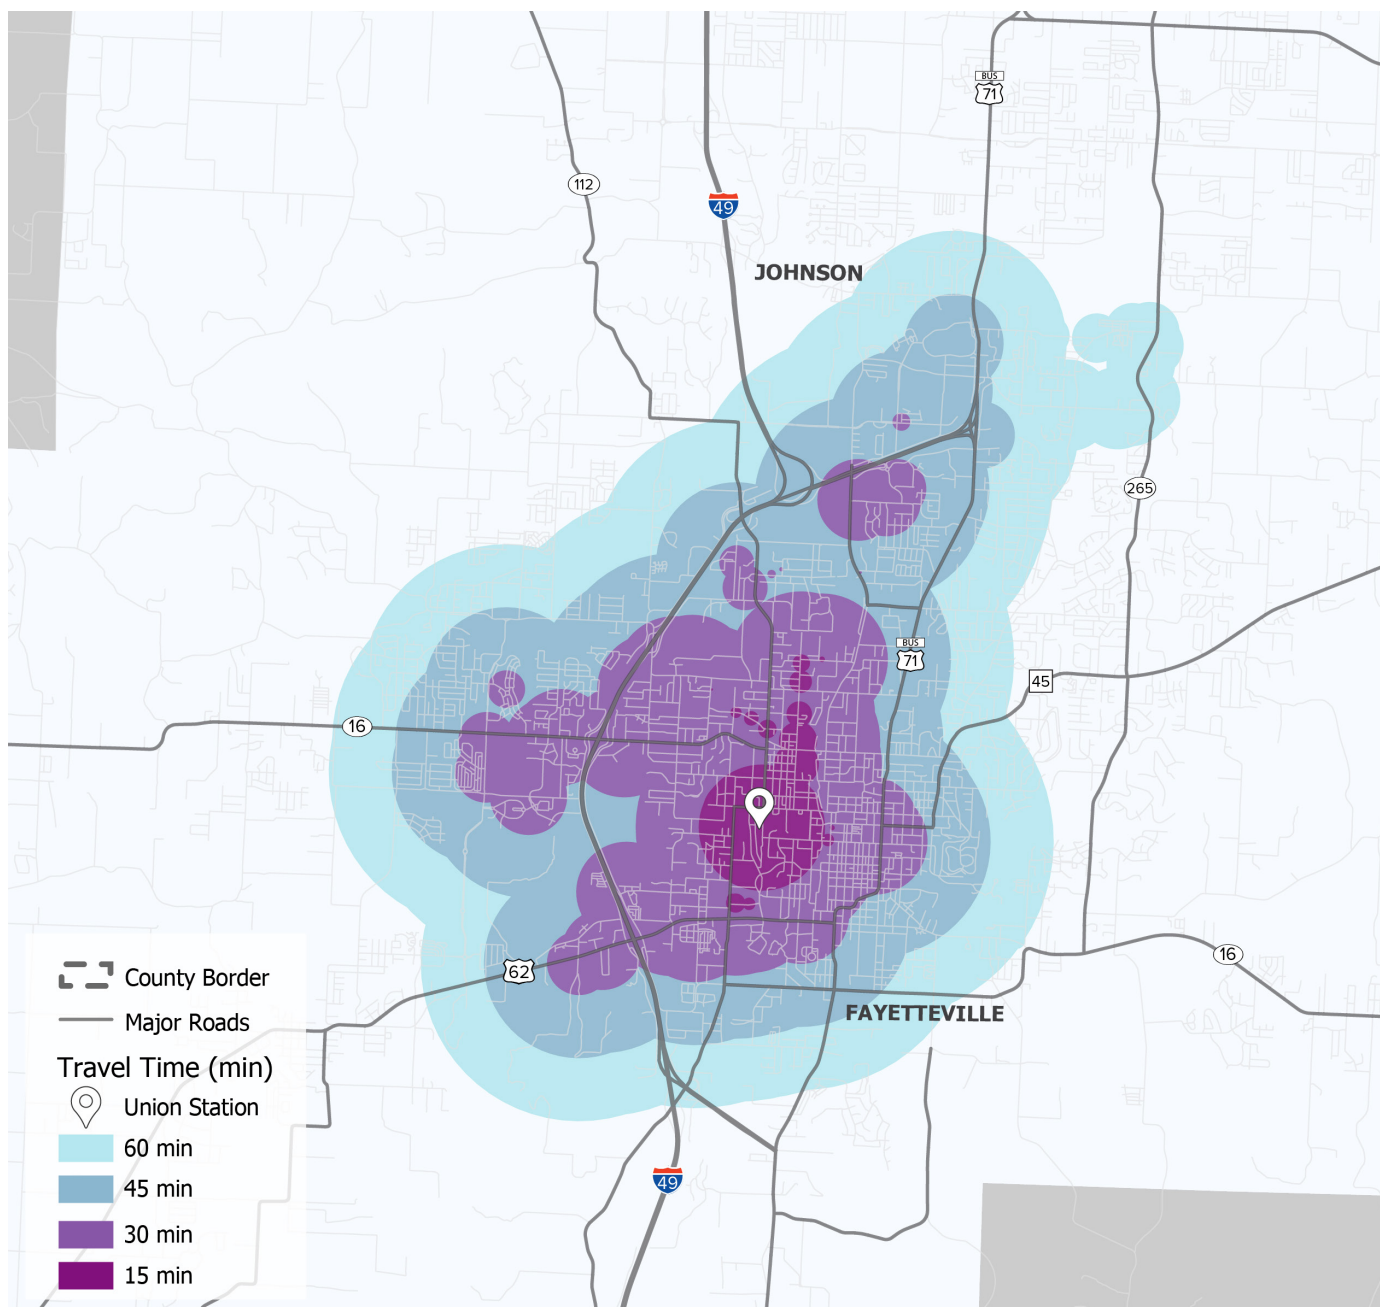 BUS
71
112
49
JOHNSON
265
BUS
71
45
16
62
16
FAYETTEVILLE
49
County Border
Major Roads
Travel Time (min)
Union Station
60 min
45 min
30 min
15 min